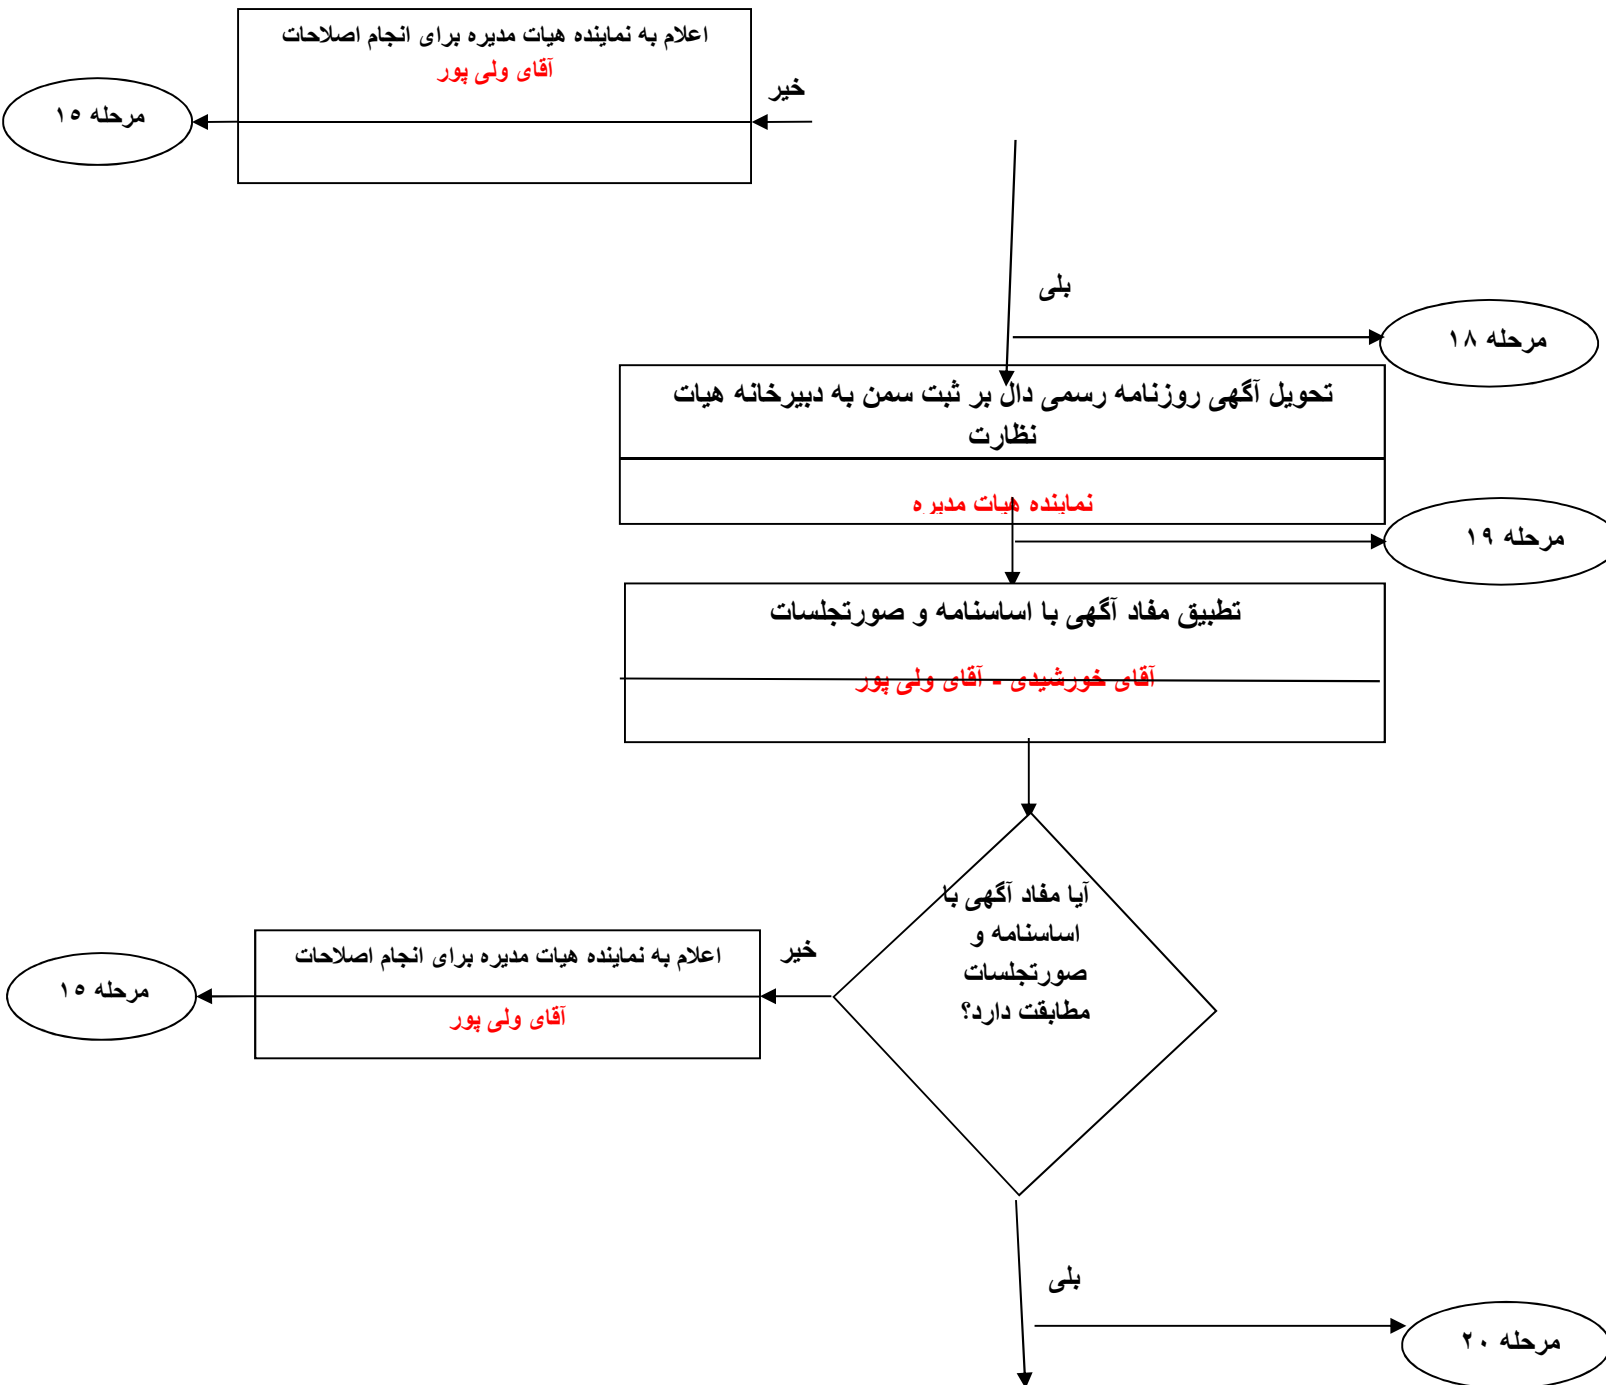 اعلام به نماینده هیات مدیره برای انجام اصلاحات
آقای ولی پور
خیر
مرحله ۱۵
بلی
مرحله ۱۸
تحویل آگهی روزنامه رسمی دال بر ثبت سمن به دبیرخانه هیات
نظارت
نماینده هیات مدیره
مرحله ۱۹
تطبیق مفاد آگهی با اساسنامه و صورتجلسات
آقای خورشیدی - آقای ولی پور
آیا مفاد آگهی با
اساسنامه و
صورتجلسات
مطابقت دارد؟
خیر
اعلام به نماینده هیات مدیره برای انجام اصلاحات
آقای ولی پور
مرحله ۱۵
بلی
مرحله ۲۰